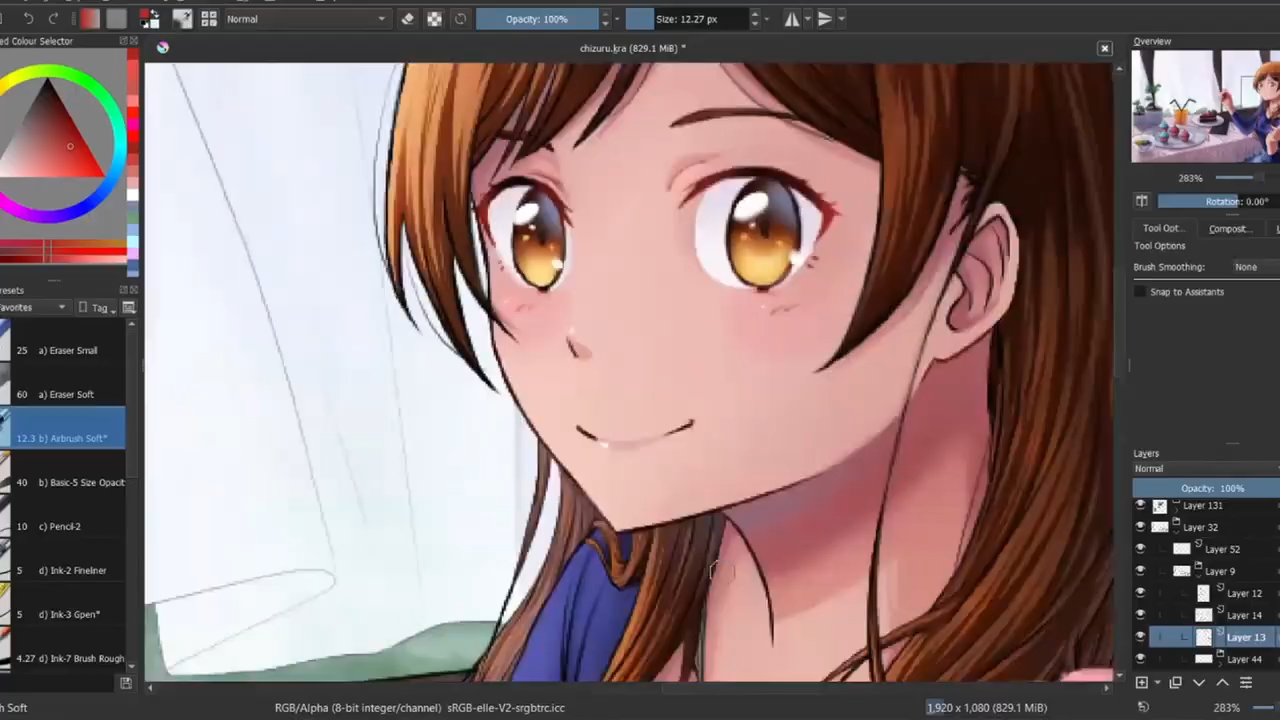 Normal
Opacity: 100%
Size: 12.27 px
ed Colour Selector
chizuru.kra (829.1 MiB) *
Overview
283%
Rotation: 0.00°
Tool Opt...
Compost...
Tool Options
Brush Smoothing:
None
Snap to Assistants
resets
Favorites
Tag
25 a) Eraser Small
60 a) Eraser Soft
12.3 b) Airbrush Soft*
40 b) Basic-5 Size Opacit
10 c) Pencil-2
5 d) Ink-2 Fineliner
5 d) Ink-3 Gpen*
4.27 d) Ink-7 Brush Rough
Layers
Normal
Opacity: 100%
Layer 131
Layer 32
Layer 52
Layer 9
Layer 12
Layer 14
Layer 13
Layer 44
h Soft
RGB/Alpha (8-bit integer/channel) sRGB-elle-V2-srgbtrc.icc
1,920 x 1,080 (829.1 MiB)
283%